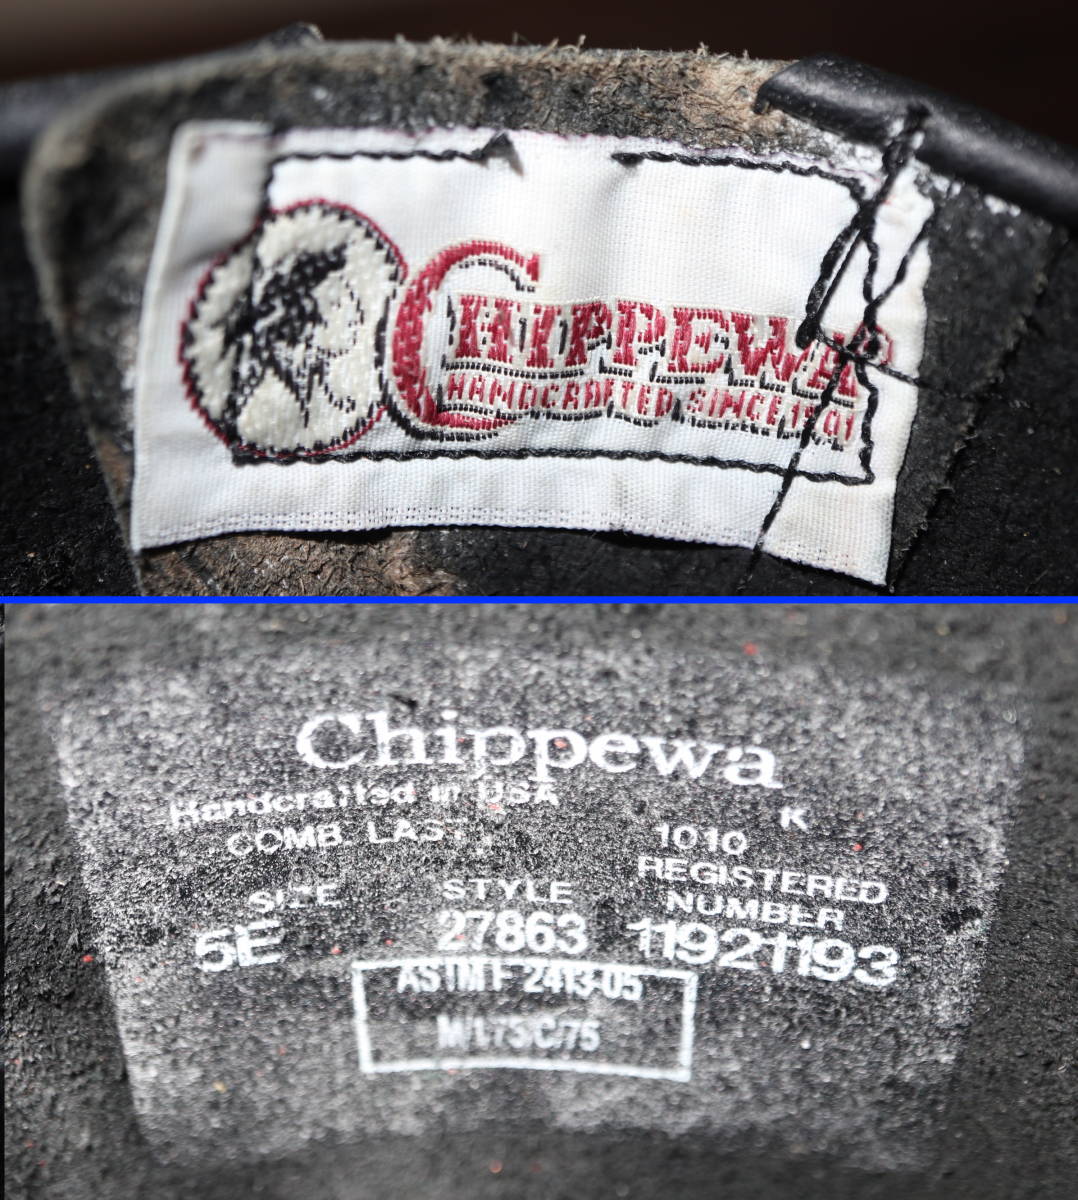 CHIPPEWA
HANDCRAFTED SINCE 1901
Chippewa
Handcrafted in USA
K
COMB. LAST
1010
REGISTERED
NUMBER
SIZE
STYLE
5E
27863
11921193
ASTM F 2413-05
M/I/75/C/75